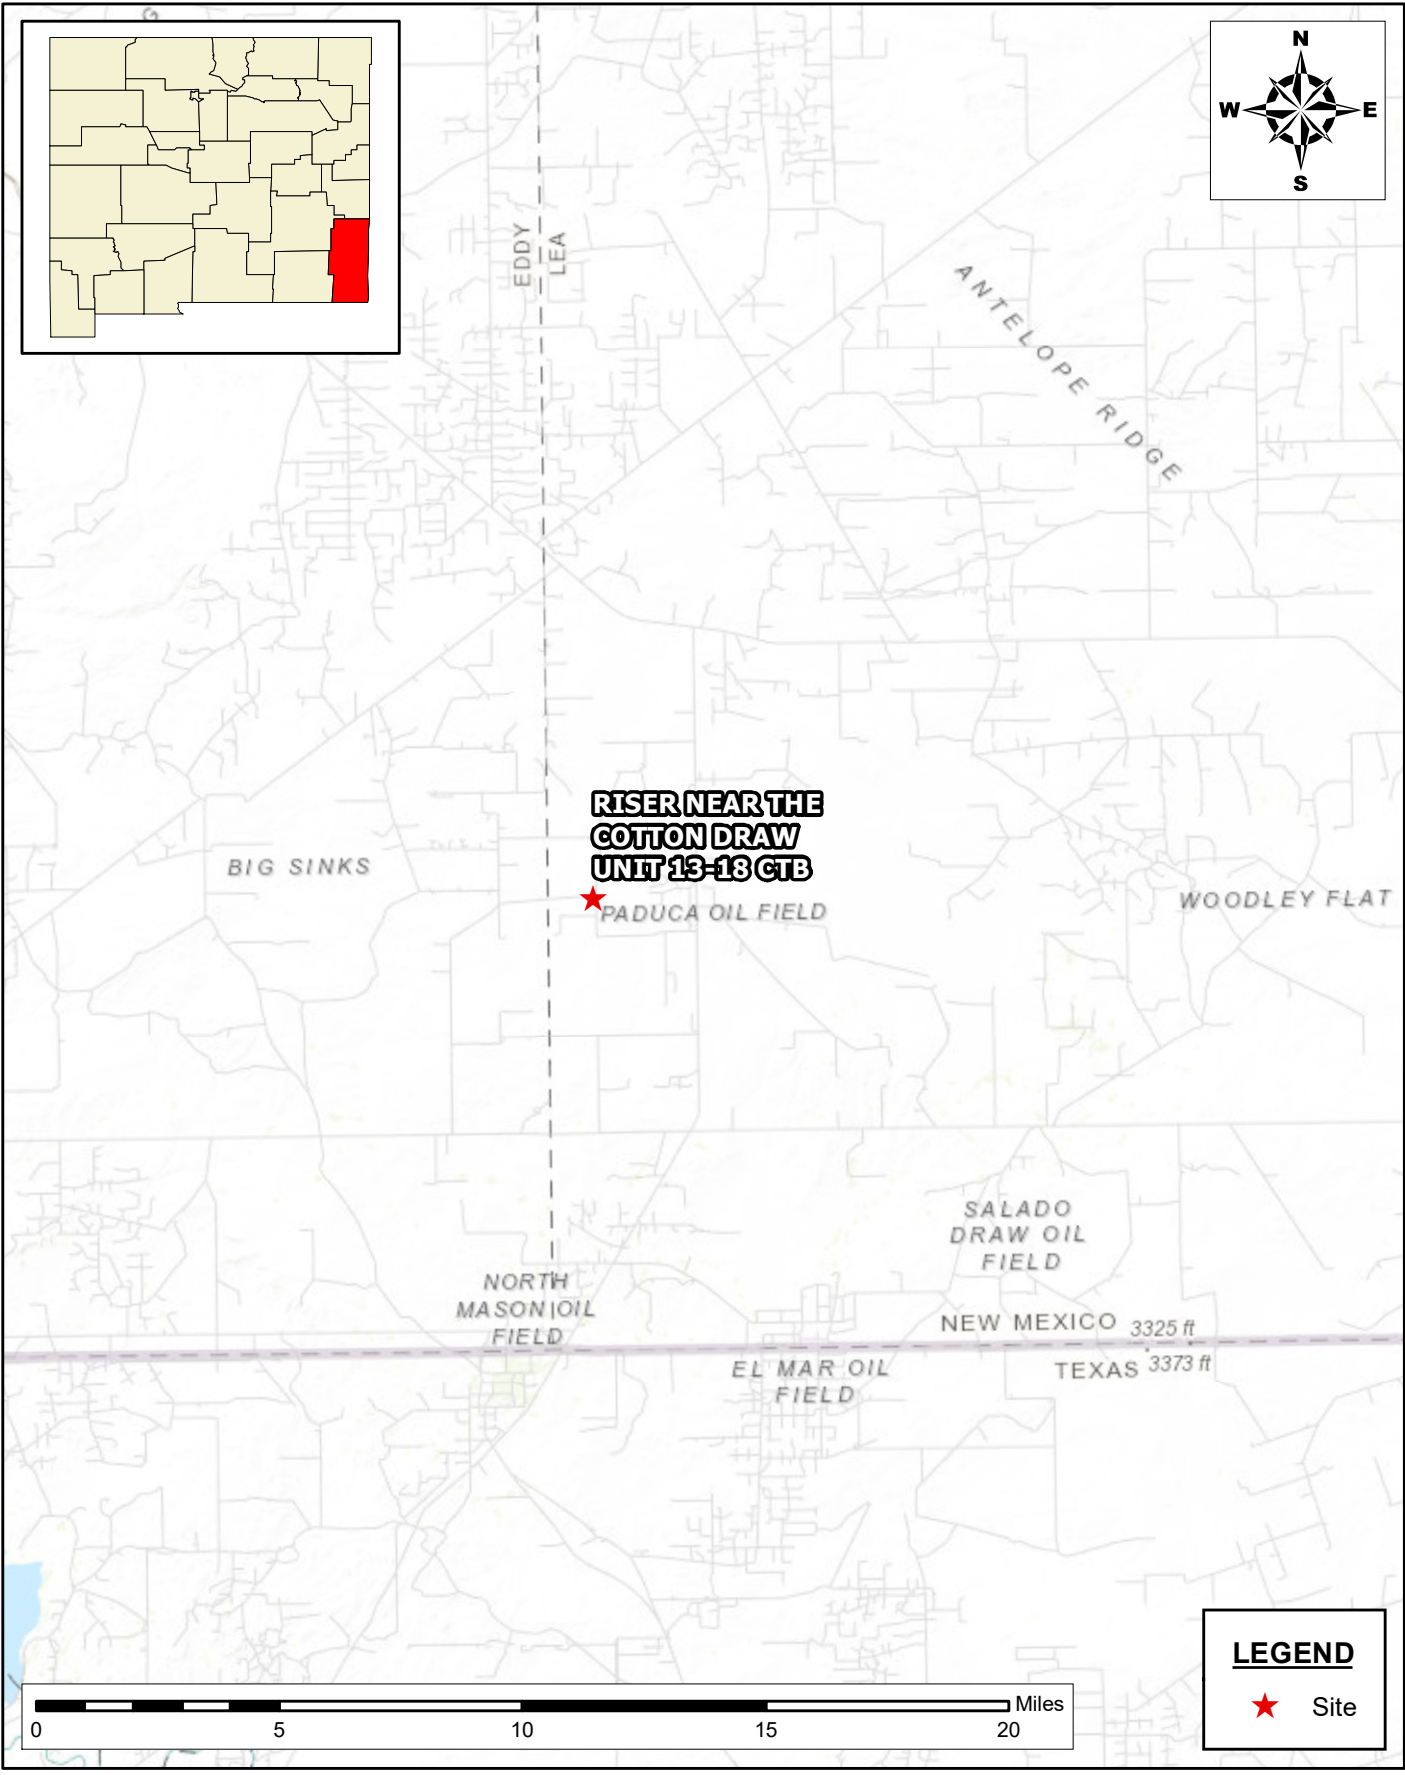 G
N
W
E
S
EDDY
LEA
ANTELOPE RIDGE
RISER NEAR THE
COTTON DRAW
UNIT 13-18 CTB
BIG SINKS
PADUCA OIL FIELD
WOODLEY FLAT
SALADO
DRAW OIL
FIELD
NORTH
MASON OIL
FIELD
NEW MEXICO
3325 ft
TEXAS
3373 ft
EL MAR OIL
FIELD
LEGEND
Site
Miles
0 5 10 15 20